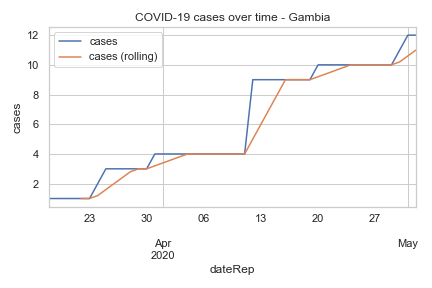 COVID-19 cases over time - Gambia
cases
cases (rolling)
12
10
8
6
4
2
cases
23
30
06
13
20
27
Apr
2020
May
dateRep